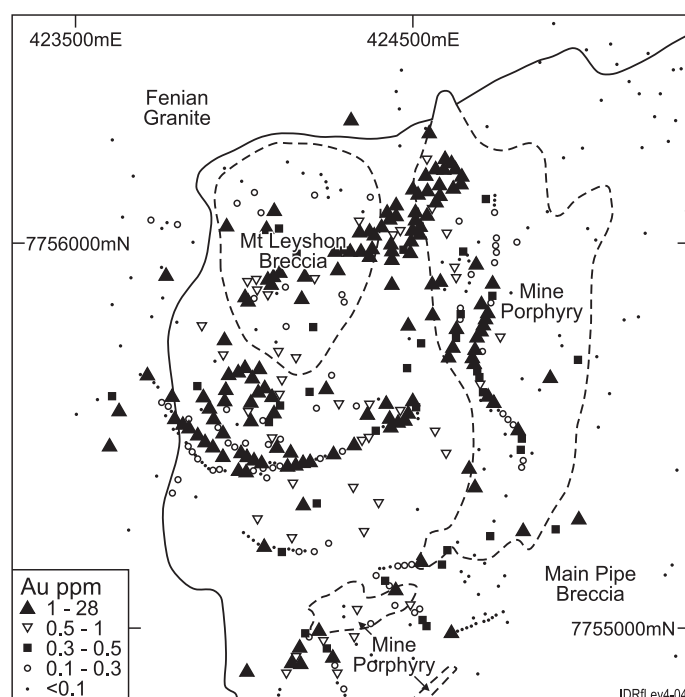 423500mE
424500mE
Fenian
Granite
7756000mN
Mt Leyshon
Breccia
Mine
Porphyry
Au ppm
1 - 28
0.5 - 1
0.3 - 0.5
0.1 - 0.3
<0.1
Main Pipe
Breccia
7755000mN
Mine
Porphyry